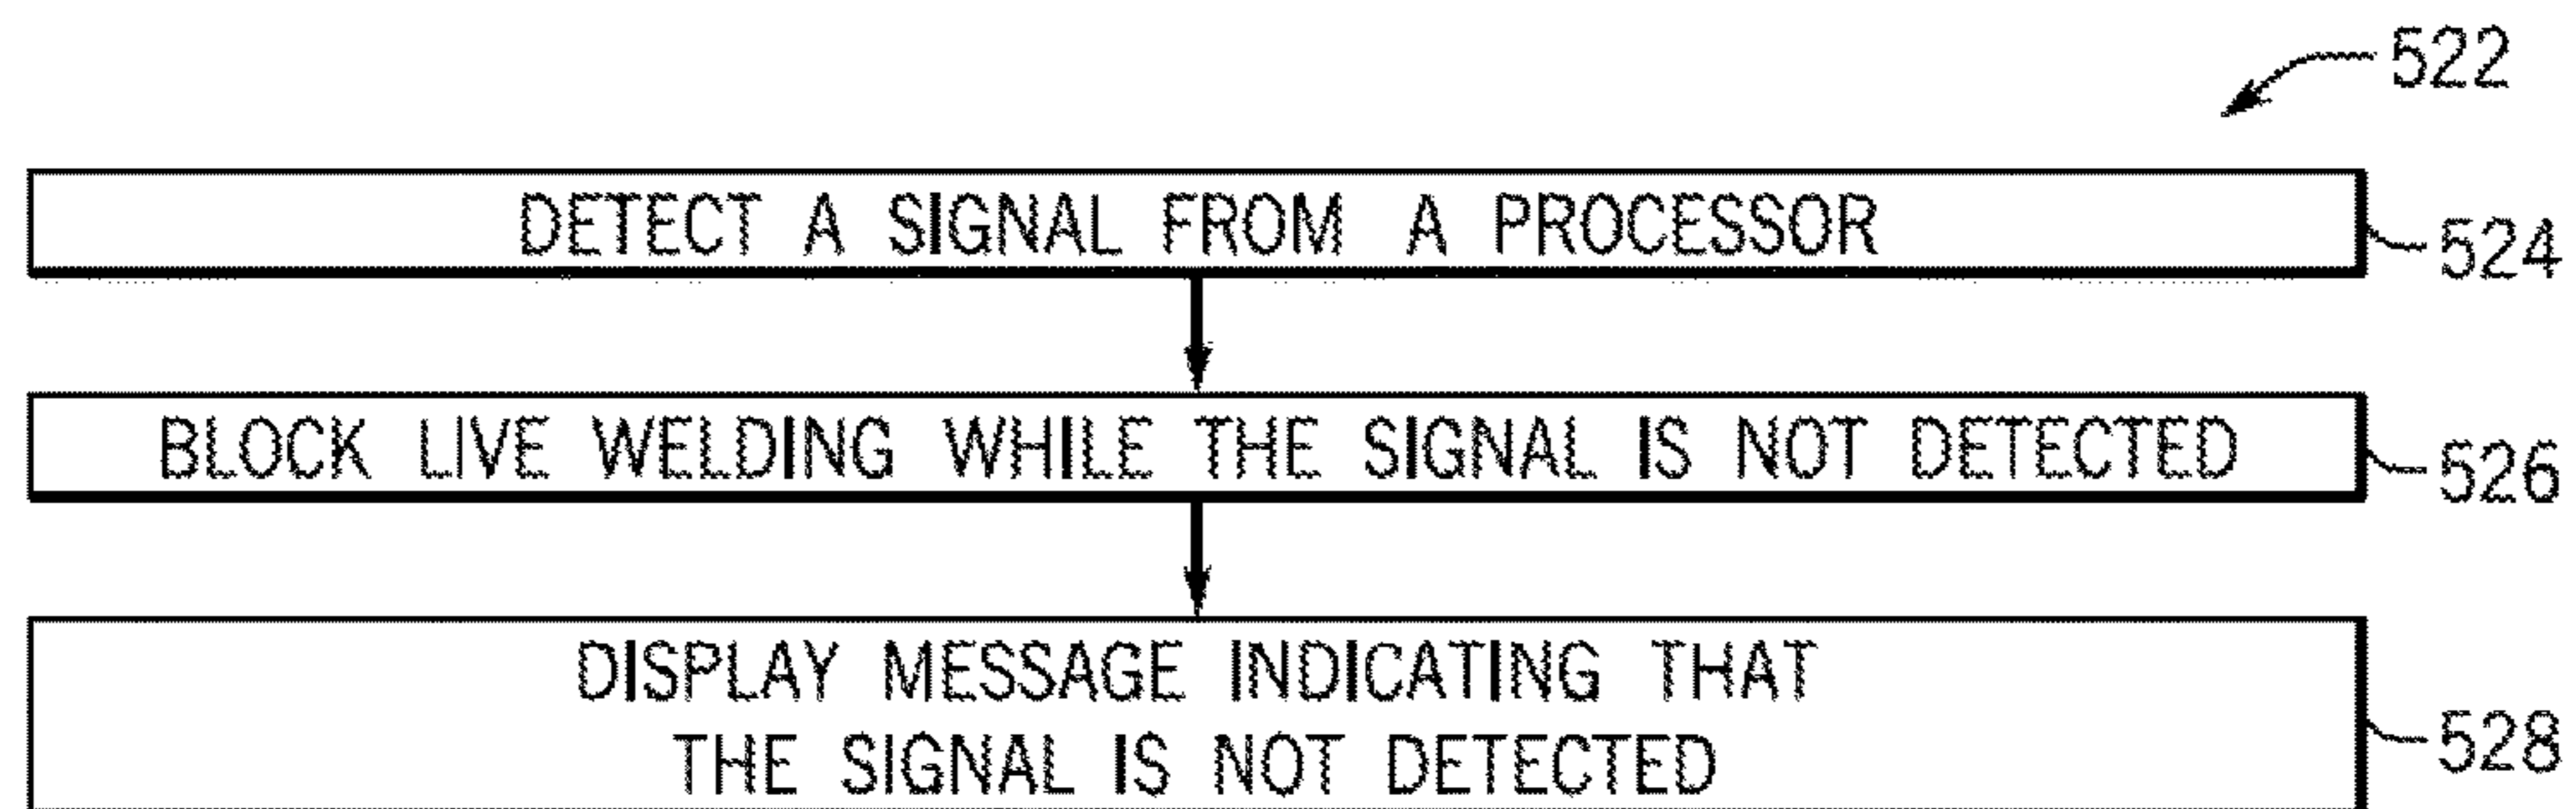 522
DETECT A SIGNAL FROM A PROCESSOR
524
BLOCK LIVE WELDING WHILE THE SIGNAL IS NOT DETECTED
526
DISPLAY MESSAGE INDICATING THAT
THE SIGNAL IS NOT DETECTED
528